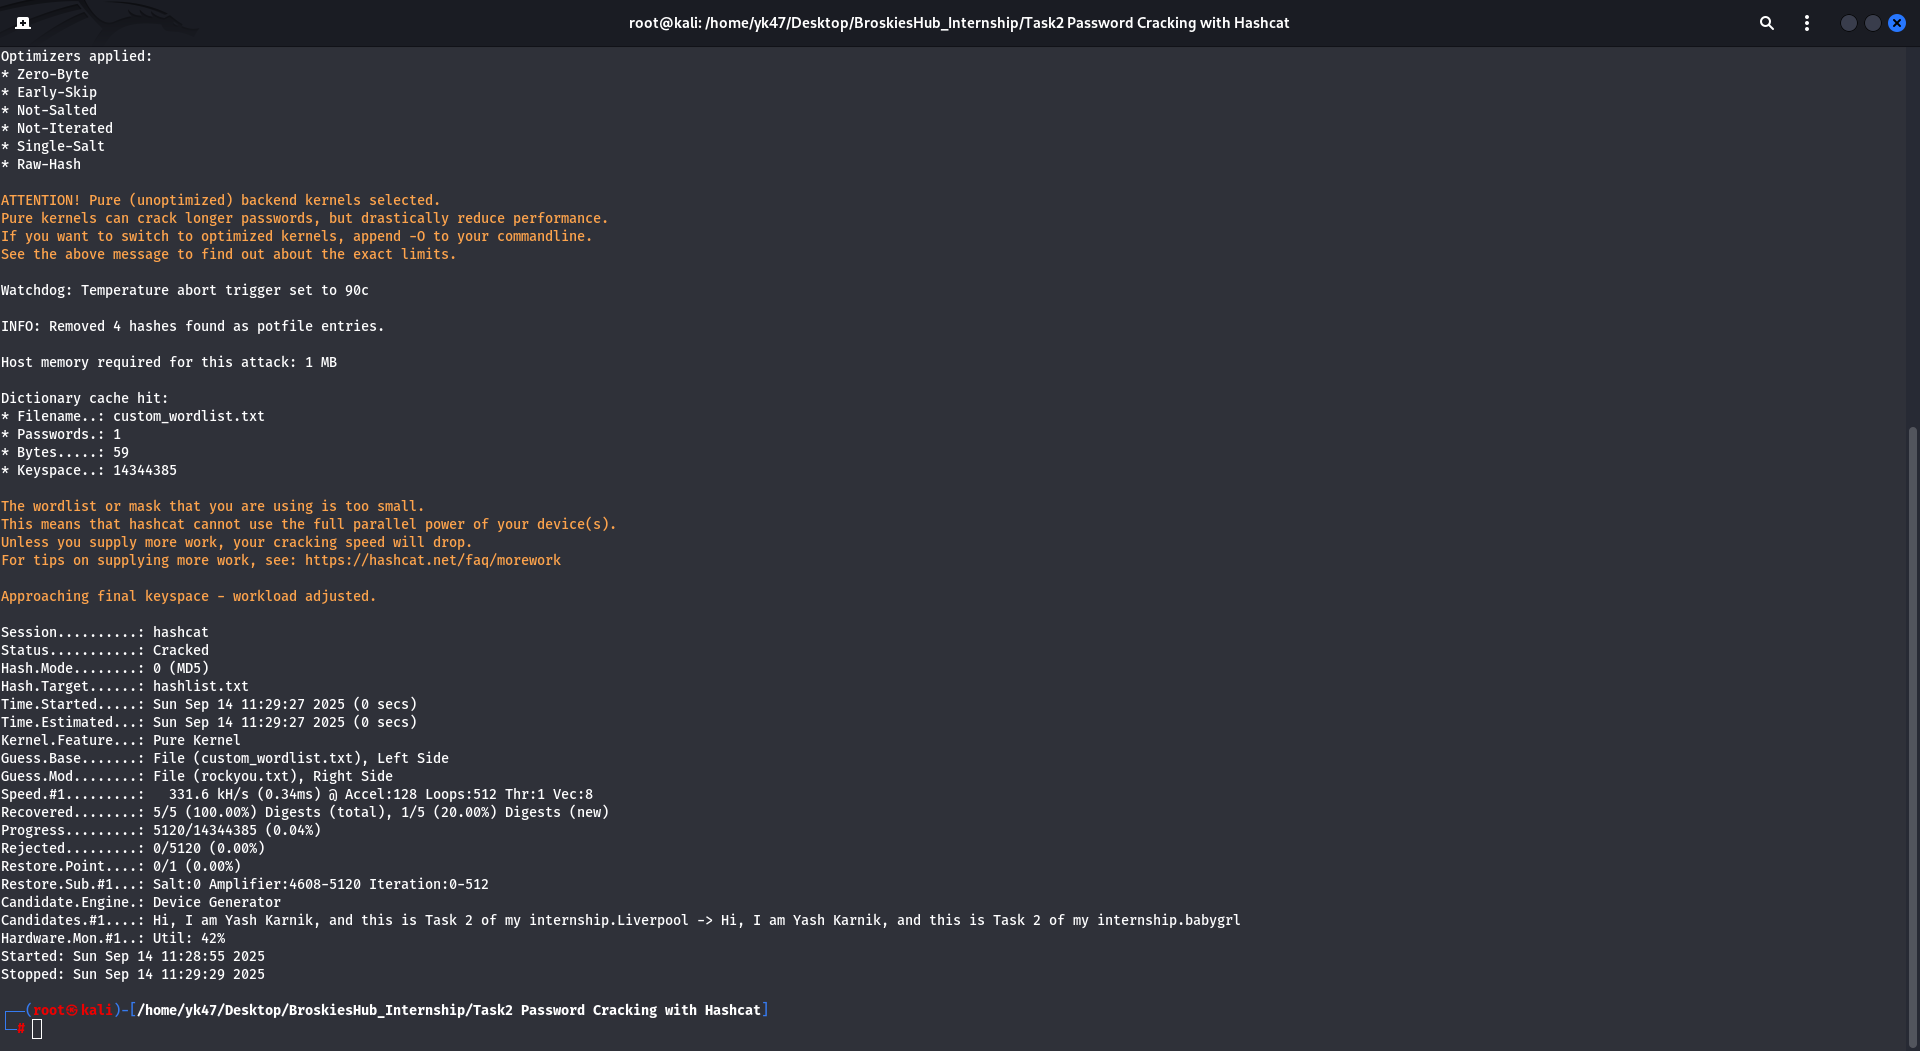 root@kali: /home/yk47/Desktop/BroskiesHub_Internship/Task2 Password Cracking with Hashcat
Optimizers applied:
* Zero-Byte
* Early-Skip
* Not-Salted
* Not-Iterated
* Single-Salt
* Raw-Hash
ATTENTION! Pure (unoptimized) backend kernels selected.
Pure kernels can crack longer passwords, but drastically reduce performance.
If you want to switch to optimized kernels, append -O to your commandline.
See the above message to find out about the exact limits.
Watchdog: Temperature abort trigger set to 90c
INFO: Removed 4 hashes found as potfile entries.
Host memory required for this attack: 1 MB
Dictionary cache hit:
* Filename..: custom_wordlist.txt
* Passwords.: 1
* Bytes.....: 59
* Keyspace..: 14344385
The wordlist or mask that you are using is too small.
This means that hashcat cannot use the full parallel power of your device(s).
Unless you supply more work, your cracking speed will drop.
For tips on supplying more work, see: https://hashcat.net/faq/morework
Approaching final keyspace - workload adjusted.
Session..........: hashcat
Status...........: Cracked
Hash.Mode........: 0 (MD5)
Hash.Target......: hashlist.txt
Time.Started.....: Sun Sep 14 11:29:27 2025 (0 secs)
Time.Estimated...: Sun Sep 14 11:29:27 2025 (0 secs)
Kernel.Feature...: Pure Kernel
Guess.Base.......: File (custom_wordlist.txt), Left Side
Guess.Mod........: File (rockyou.txt), Right Side
Speed.#1.........:   331.6 kH/s (0.34ms) @ Accel:128 Loops:512 Thr:1 Vec:8
Recovered........: 5/5 (100.00%) Digests (total), 1/5 (20.00%) Digests (new)
Progress.........: 5120/14344385 (0.04%)
Rejected.........: 0/5120 (0.00%)
Restore.Point....: 0/1 (0.00%)
Restore.Sub.#1...: Salt:0 Amplifier:4608-5120 Iteration:0-512
Candidate.Engine.: Device Generator
Candidates.#1....: Hi, I am Yash Karnik, and this is Task 2 of my internship.Liverpool -> Hi, I am Yash Karnik, and this is Task 2 of my internship.babygrl
Hardware.Mon.#1..: Util: 42%
Started: Sun Sep 14 11:28:55 2025
Stopped: Sun Sep 14 11:29:29 2025
┌──(root㉿kali)-[/home/yk47/Desktop/BroskiesHub_Internship/Task2 Password Cracking with Hashcat]
└─#